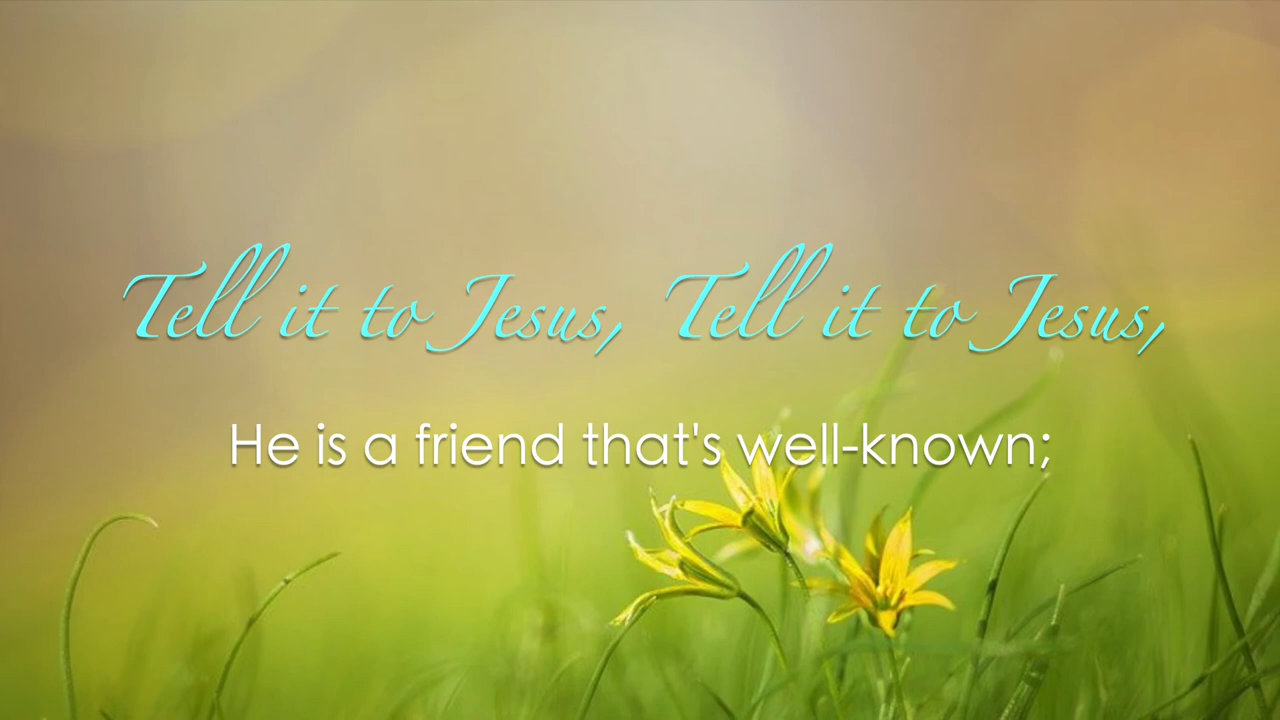 Tell it to Jesus, Tell it to Jesus,
He is a friend that's well-known;